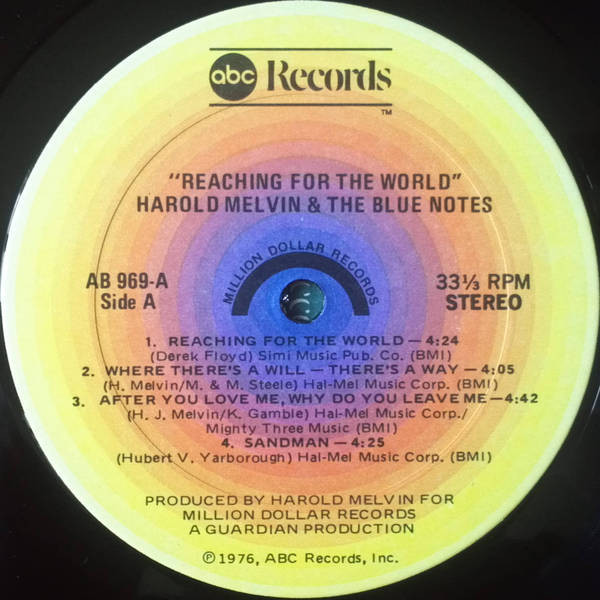 abc Records
TM
"REACHING FOR THE WORLD"
HAROLD MELVIN & THE BLUE NOTES
MILLION DOLLAR RECORDS
AB 969-A
Side A
33⅓ RPM
STEREO
1. REACHING FOR THE WORLD — 4:24
(Derek Floyd) Simi Music Pub. Co. (BMI)
2. WHERE THERE'S A WILL — THERE'S A WAY — 4:05
(H. Melvin/M. & M. Steele) Hal-Mel Music Corp. (BMI)
3. AFTER YOU LOVE ME, WHY DO YOU LEAVE ME — 4:42
(H. J. Melvin/K. Gamble) Hal-Mel Music Corp./
Mighty Three Music (BMI)
4. SANDMAN — 4:25
(Hubert V. Yarborough) Hal-Mel Music Corp. (BMI)
PRODUCED BY HAROLD MELVIN FOR
MILLION DOLLAR RECORDS
A GUARDIAN PRODUCTION
Ⓟ 1976, ABC Records, Inc.